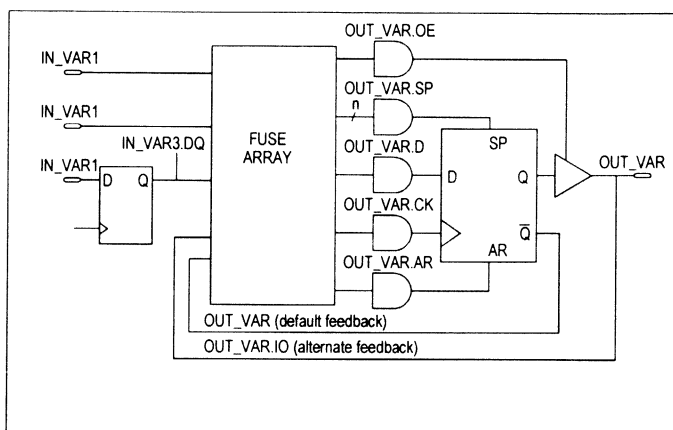 OUT_VAR.OE
IN_VAR1
OUT_VAR.SP
n
IN_VAR1
IN_VAR3.DQ
FUSE
ARRAY
SP
OUT_VAR.D
OUT_VAR
IN_VAR1
D Q
D Q
OUT_VAR.CK
Q
AR
OUT_VAR.AR
OUT_VAR (default feedback)
OUT_VAR.IO (alternate feedback)